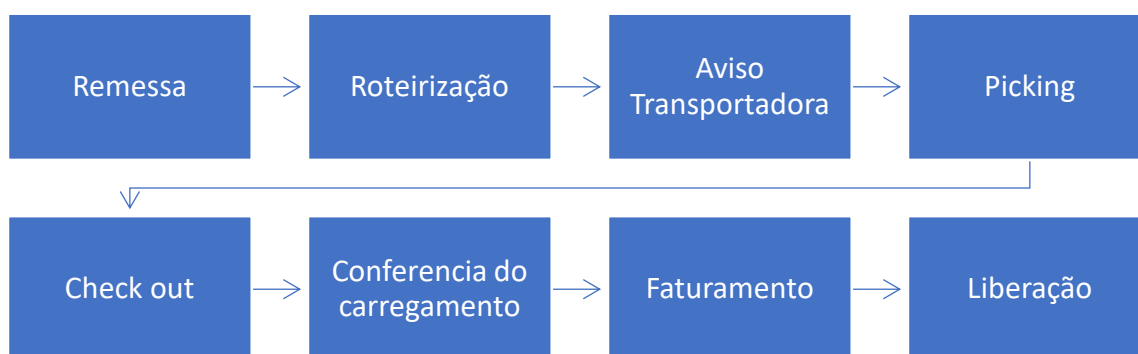 Remessa
Roteirização
Aviso
Transportadora
Picking
Check out
Conferencia do
carregamento
Faturamento
Liberação